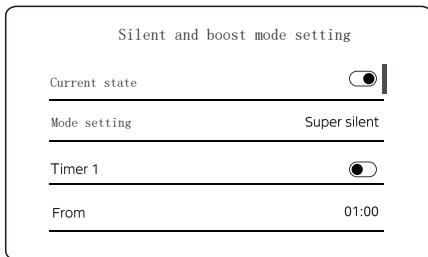 Silent and boost mode setting
Current state
Mode setting Super silent
Timer 1
From 01:00